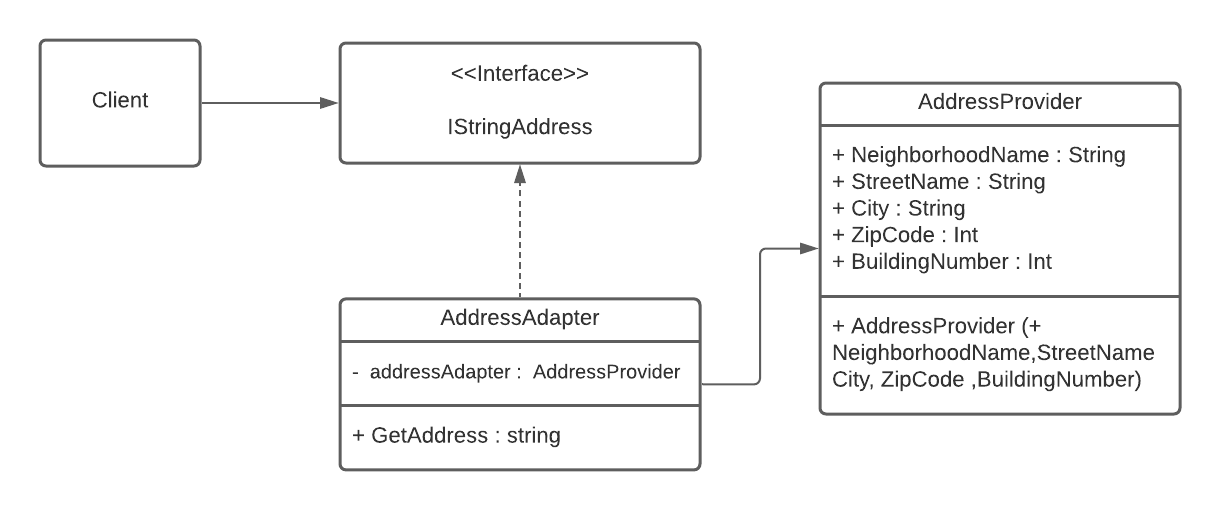 Client
<<Interface>>
IStringAddress
AddressProvider
+ NeighborhoodName : String
+ StreetName : String
+ City : String
+ ZipCode : Int
+ BuildingNumber : Int
+ AddressProvider (+
NeighborhoodName,StreetName
City, ZipCode ,BuildingNumber)
AddressAdapter
- addressAdapter : AddressProvider
+ GetAddress : string